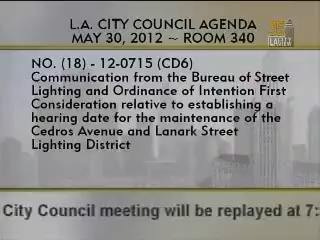 L.A. CITY COUNCIL AGENDA
MAY 30, 2012 ~ ROOM 340
NO. (18) - 12-0715 (CD6)
Communication from the Bureau of Street
Lighting and Ordinance of Intention First
Consideration relative to establishing a
hearing date for the maintenance of the
Cedros Avenue and Lanark Street
Lighting District
City Council meeting will be replayed at 7: